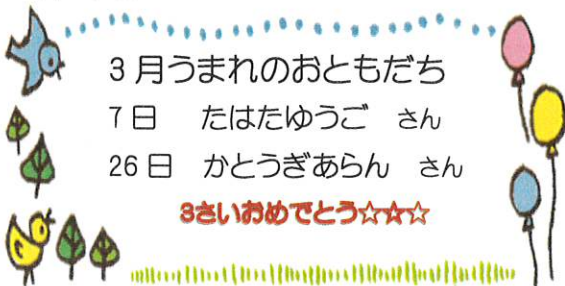 3月うまれのおともだち
7日　たはたゆうご　さん
26日　かとうぎあらん　さん
3さいおめでとう☆☆☆